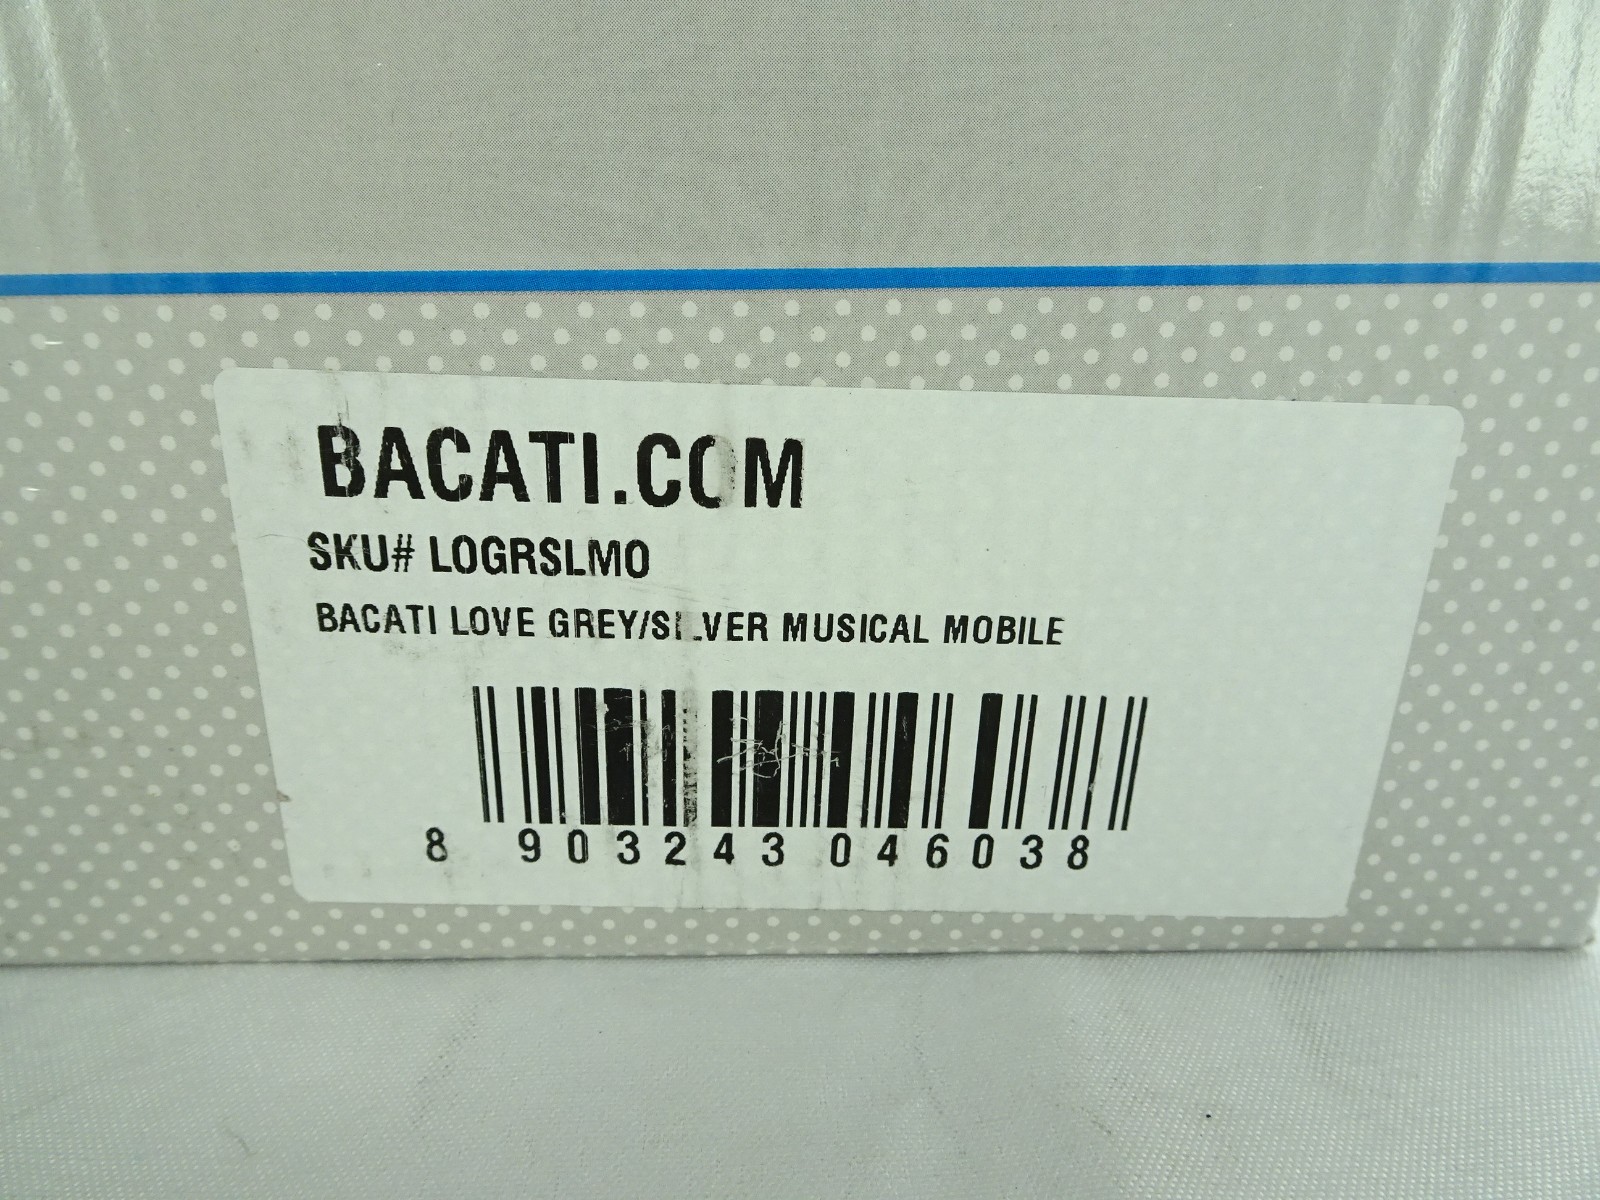 BACATI.COM
SKU# LOGRSLMO
BACATI LOVE GREY/SILVER MUSICAL MOBILE
8 903243 046038